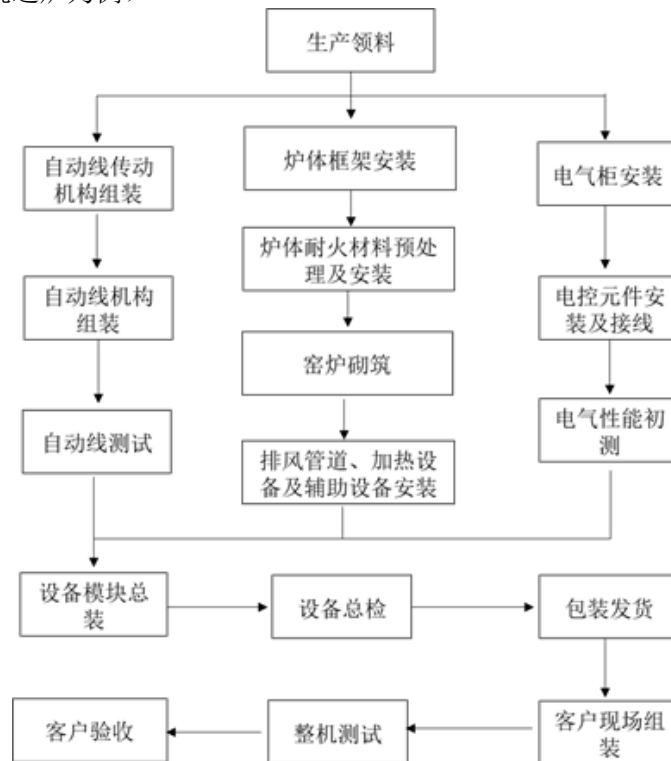 生产领料
自动线传动
机构组装
炉体框架安装
电气柜安装
炉体耐火材料预处
理及安装
自动线机构
组装
电控元件安
装及接线
窑炉砌筑
自动线测试
电气性能初
测
排风管道、加热设
备及辅助设备安装
设备模块总
装
设备总检
包装发货
客户验收
整机测试
客户现场组
装